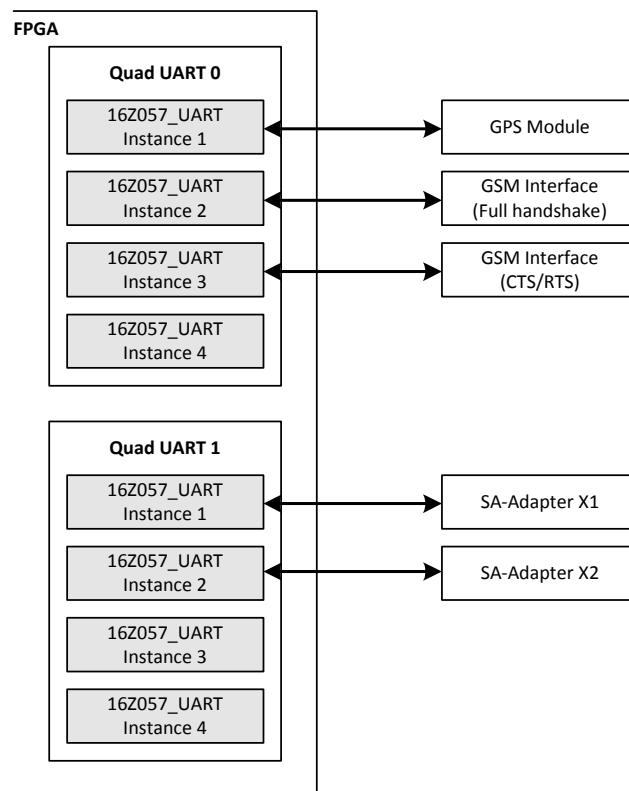 FPGA
Quad UART 0
16Z057_UART
Instance 1
GPS Module
16Z057_UART
Instance 2
GSM Interface
(Full handshake)
16Z057_UART
Instance 3
GSM Interface
(CTS/RTS)
16Z057_UART
Instance 4
Quad UART 1
16Z057_UART
Instance 1
SA-Adapter X1
16Z057_UART
Instance 2
SA-Adapter X2
16Z057_UART
Instance 3
16Z057_UART
Instance 4